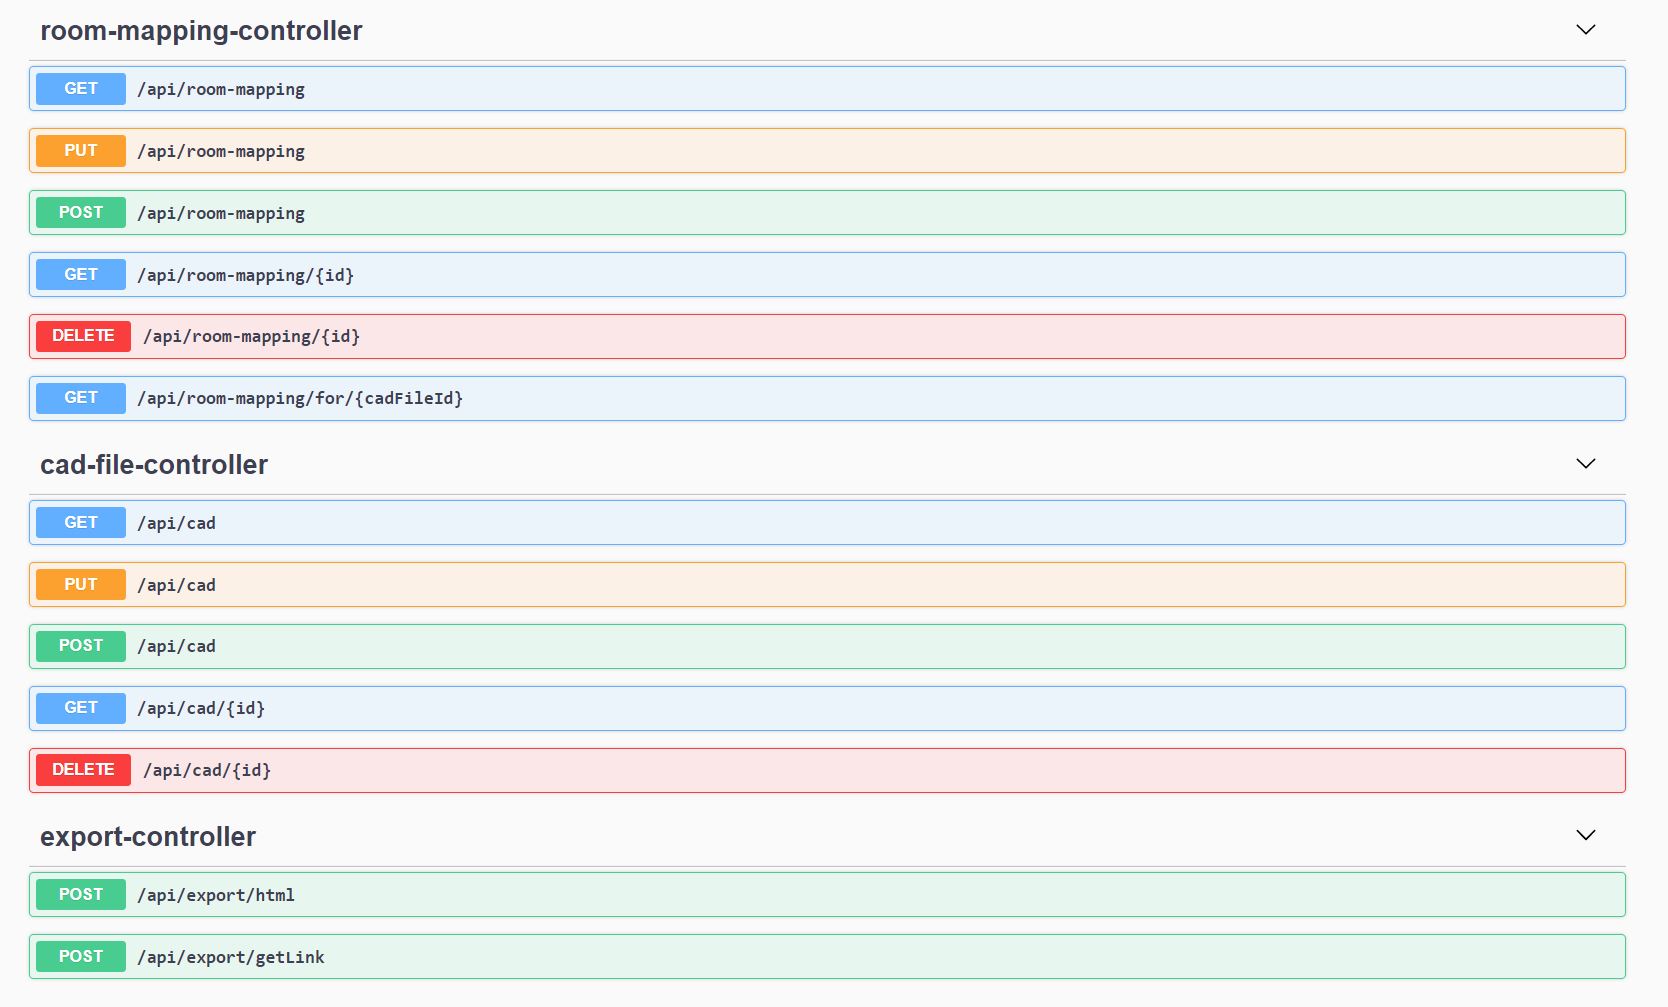 room-mapping-controller
GET /api/room-mapping
PUT /api/room-mapping
POST /api/room-mapping
GET /api/room-mapping/{id}
DELETE /api/room-mapping/{id}
GET /api/room-mapping/for/{cadFileId}
cad-file-controller
GET /api/cad
PUT /api/cad
POST /api/cad
GET /api/cad/{id}
DELETE /api/cad/{id}
export-controller
POST /api/export/html
POST /api/export/getLink